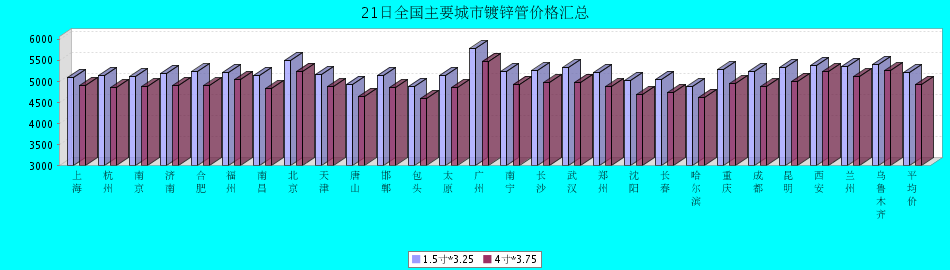 21日全国主要城市镀锌管价格汇总
6000
5500
5000
4500
4000
3500
3000
上海
杭州
南京
济南
合肥
福州
南昌
北京
天津
唐山
邯郸
包头
太原
广州
南宁
长沙
武汉
郑州
沈阳
长春
哈尔滨
重庆
成都
昆明
西安
兰州
乌鲁木齐
平均价
1.5寸*3.25
4寸*3.75